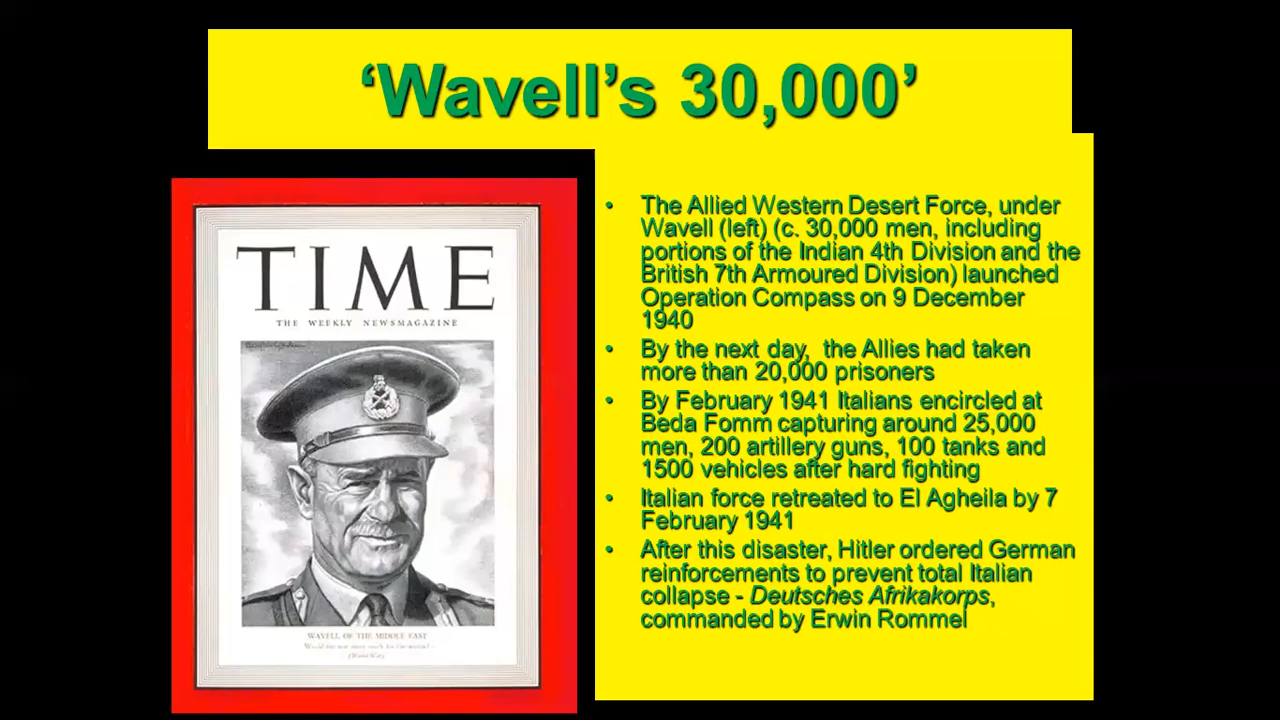 ‘Wavell’s 30,000’
TIME
THE WEEKLY NEWSMAGAZINE
WAVELL OF THE MIDDLE EAST
(World War)
• The Allied Western Desert Force, under
Wavell (left) (c. 30,000 men, including
portions of the Indian 4th Division and the
British 7th Armoured Division) launched
Operation Compass on 9 December
1940
• By the next day,  the Allies had taken
more than 20,000 prisoners
• By February 1941 Italians encircled at
Beda Fomm capturing around 25,000
men, 200 artillery guns, 100 tanks and
1500 vehicles after hard fighting
• Italian force retreated to El Agheila by 7
February 1941
• After this disaster, Hitler ordered German
reinforcements to prevent total Italian
collapse - Deutsches Afrikakorps,
commanded by Erwin Rommel